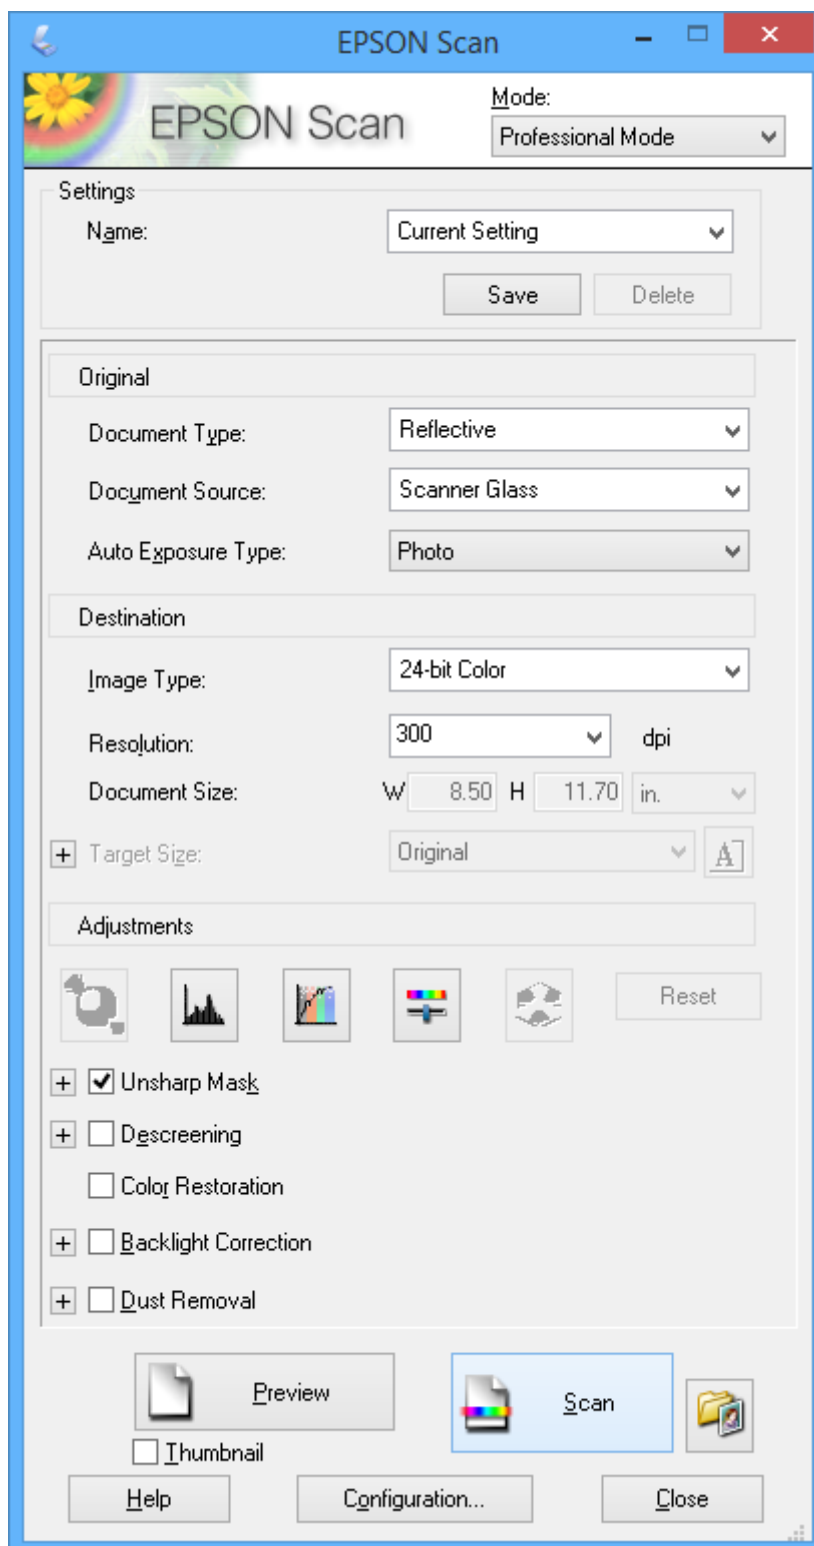 EPSON Scan
EPSON Scan
Mode:
Professional Mode
Settings
Name:
Current Setting
Save Delete
Original
Document Type: Reflective
Document Source: Scanner Glass
Auto Exposure Type: Photo
Destination
Image Type: 24-bit Color
Resolution: 300 dpi
Document Size: W 8.50 H 11.70 in.
+ Target Size: Original A
Adjustments
Reset
+ Unsharp Mask
+ Descreening
Color Restoration
+ Backlight Correction
+ Dust Removal
Preview Scan
Thumbnail
Help Configuration... Close